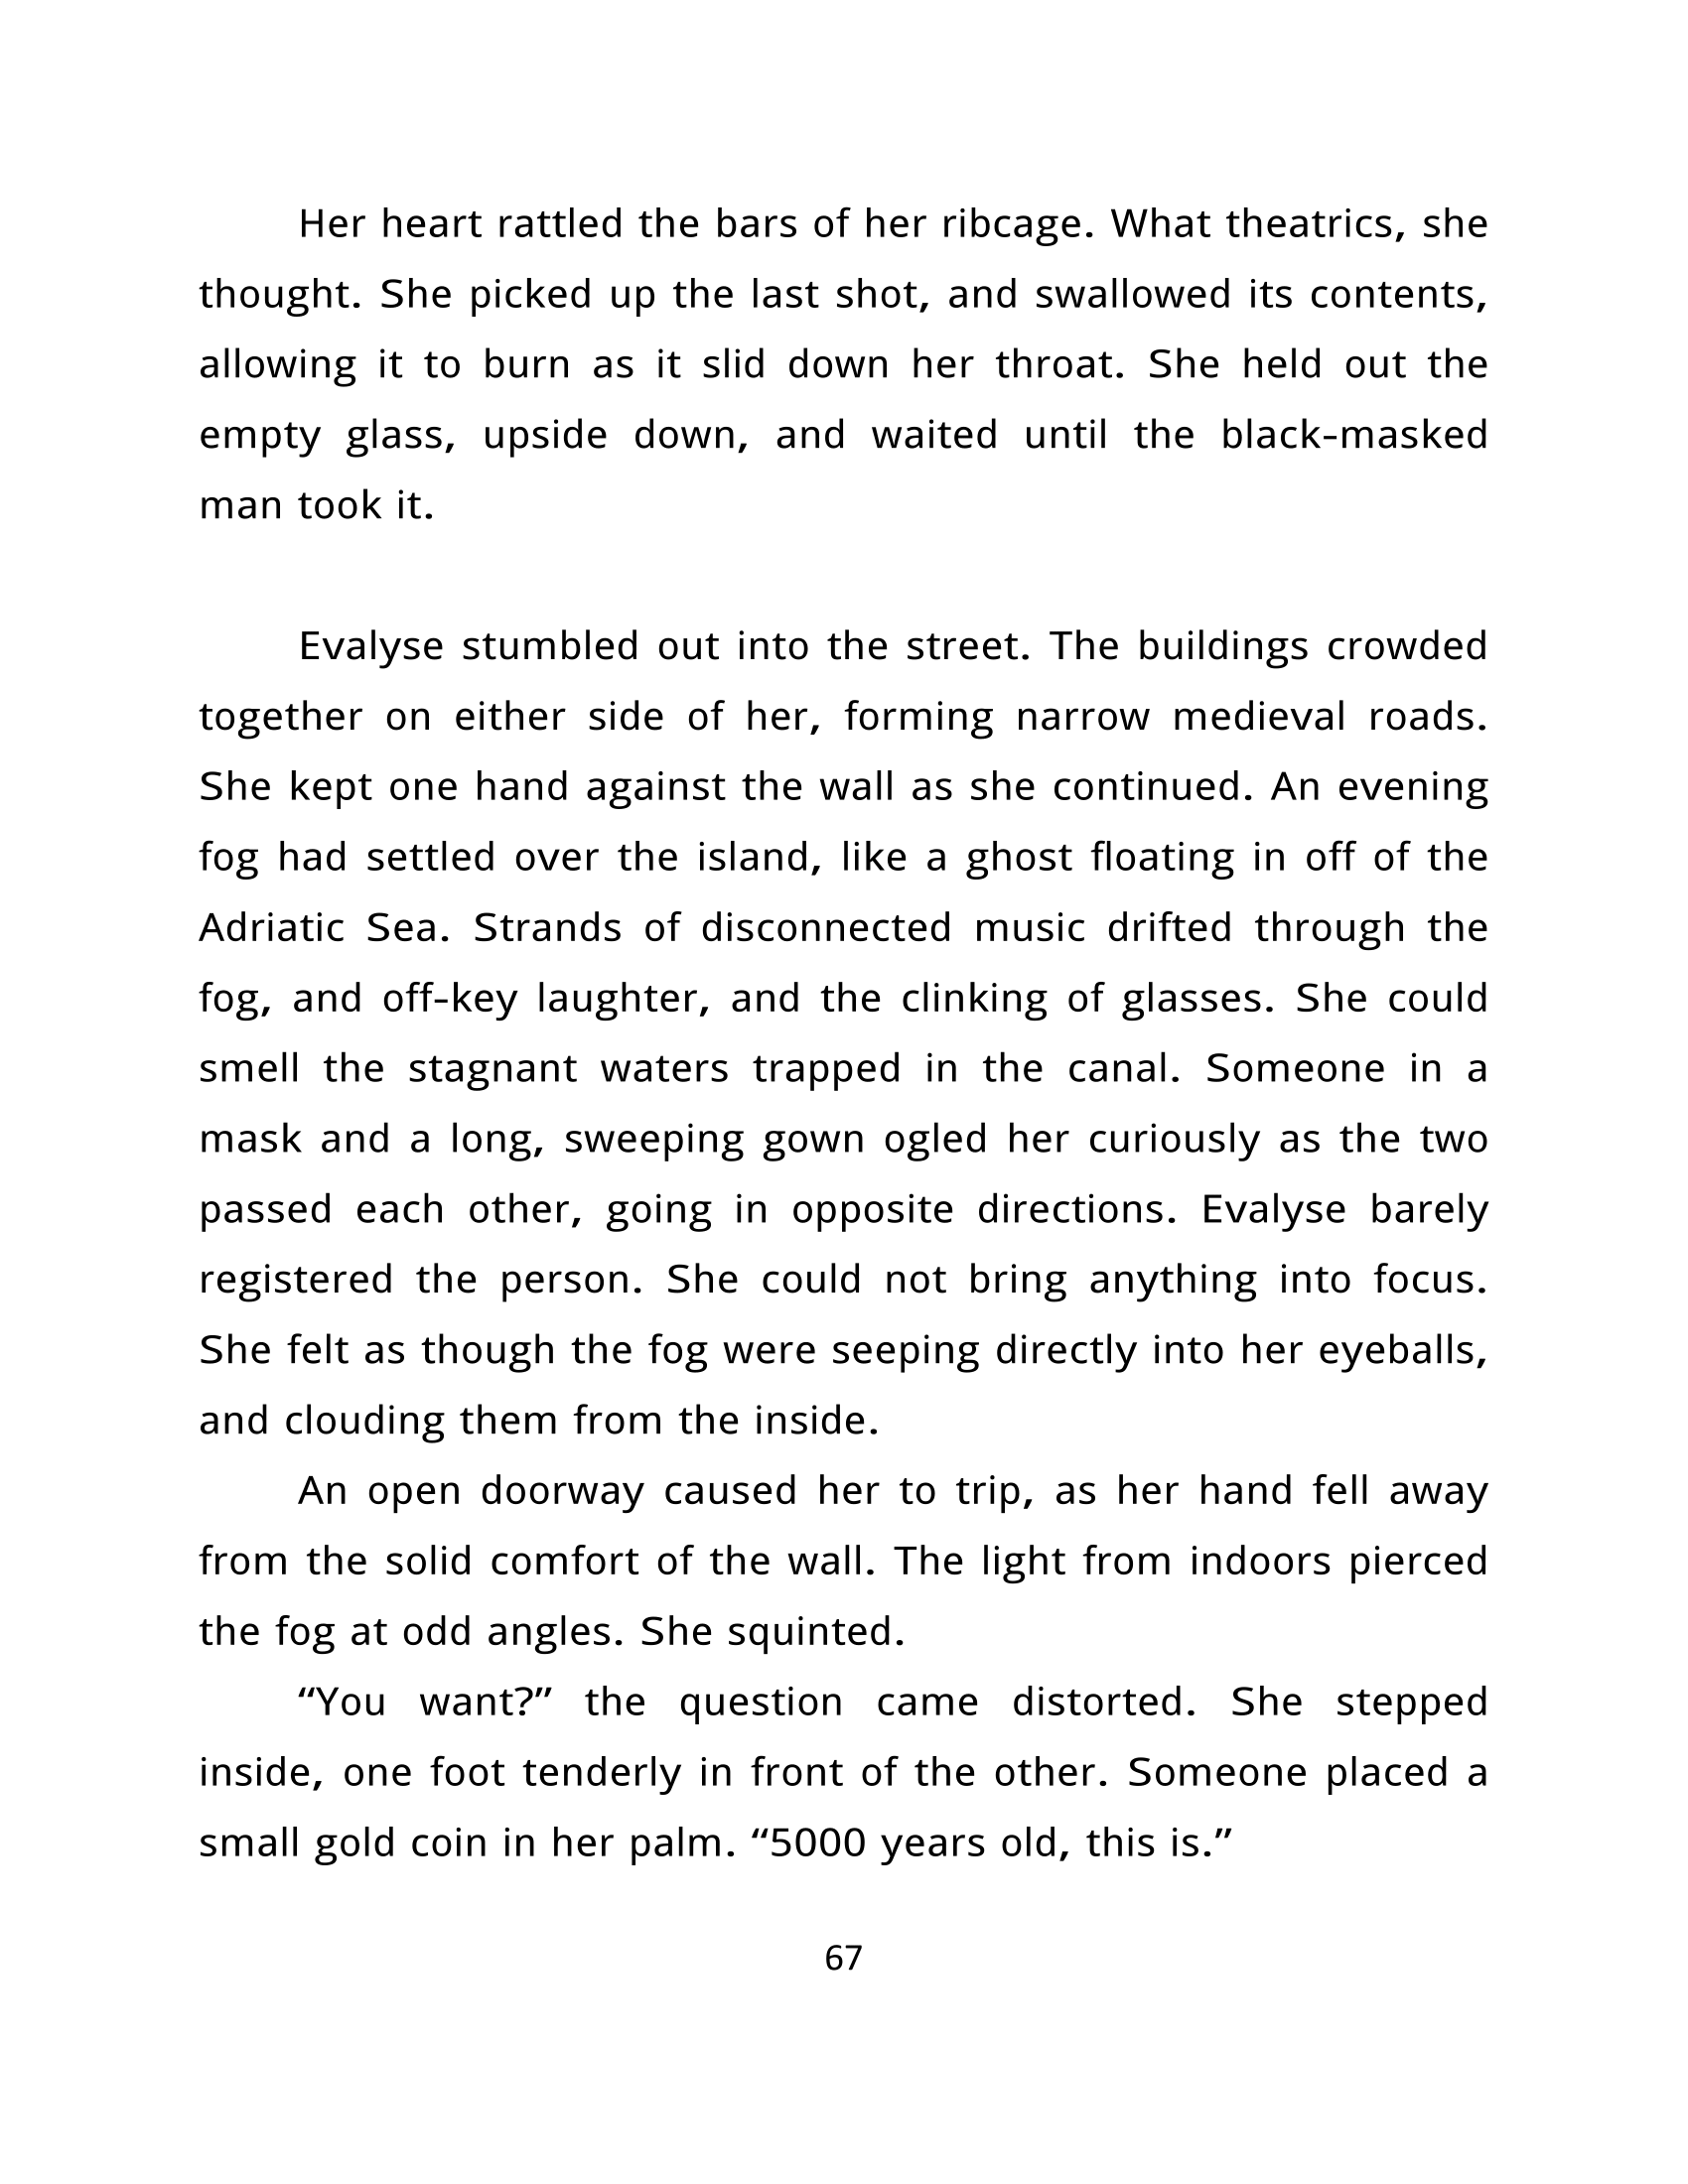 Her heart rattled the bars of her ribcage. What theatrics, she
thought. She picked up the last shot, and swallowed its contents,
allowing it to burn as it slid down her throat. She held out the
empty glass, upside down, and waited until the black-masked
man took it.
Evalyse stumbled out into the street. The buildings crowded
together on either side of her, forming narrow medieval roads.
She kept one hand against the wall as she continued. An evening
fog had settled over the island, like a ghost floating in off of the
Adriatic Sea. Strands of disconnected music drifted through the
fog, and off-key laughter, and the clinking of glasses. She could
smell the stagnant waters trapped in the canal. Someone in a
mask and a long, sweeping gown ogled her curiously as the two
passed each other, going in opposite directions. Evalyse barely
registered the person. She could not bring anything into focus.
She felt as though the fog were seeping directly into her eyeballs,
and clouding them from the inside.
An open doorway caused her to trip, as her hand fell away
from the solid comfort of the wall. The light from indoors pierced
the fog at odd angles. She squinted.
“You want?” the question came distorted. She stepped
inside, one foot tenderly in front of the other. Someone placed a
small gold coin in her palm. “5000 years old, this is.”
67